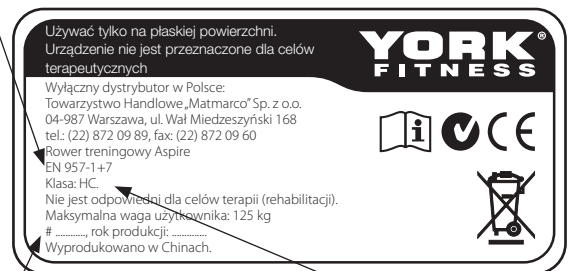 Używać tylko na płaskiej powierzchni.
Urządzenie nie jest przeznaczone dla celów
terapeutycznych
YORK®
FITNESS
Wyłączny dystrybutor w Polsce:
Towarzystwo Handlowe „Matmarco" Sp. z o.o.
04-987 Warszawa, ul. Wał Miedzeszyński 168
tel.: (22) 872 09 89, fax: (22) 872 09 60
Rower treningowy Aspire
EN 957-1+7
Klasa: HC.
Nie jest odpowiedni dla celów terapii (rehabilitacji).
Maksymalna waga użytkownika: 125 kg
# ............, rok produkcji: ..............
Wyprodukowano w Chinach.
i
CE